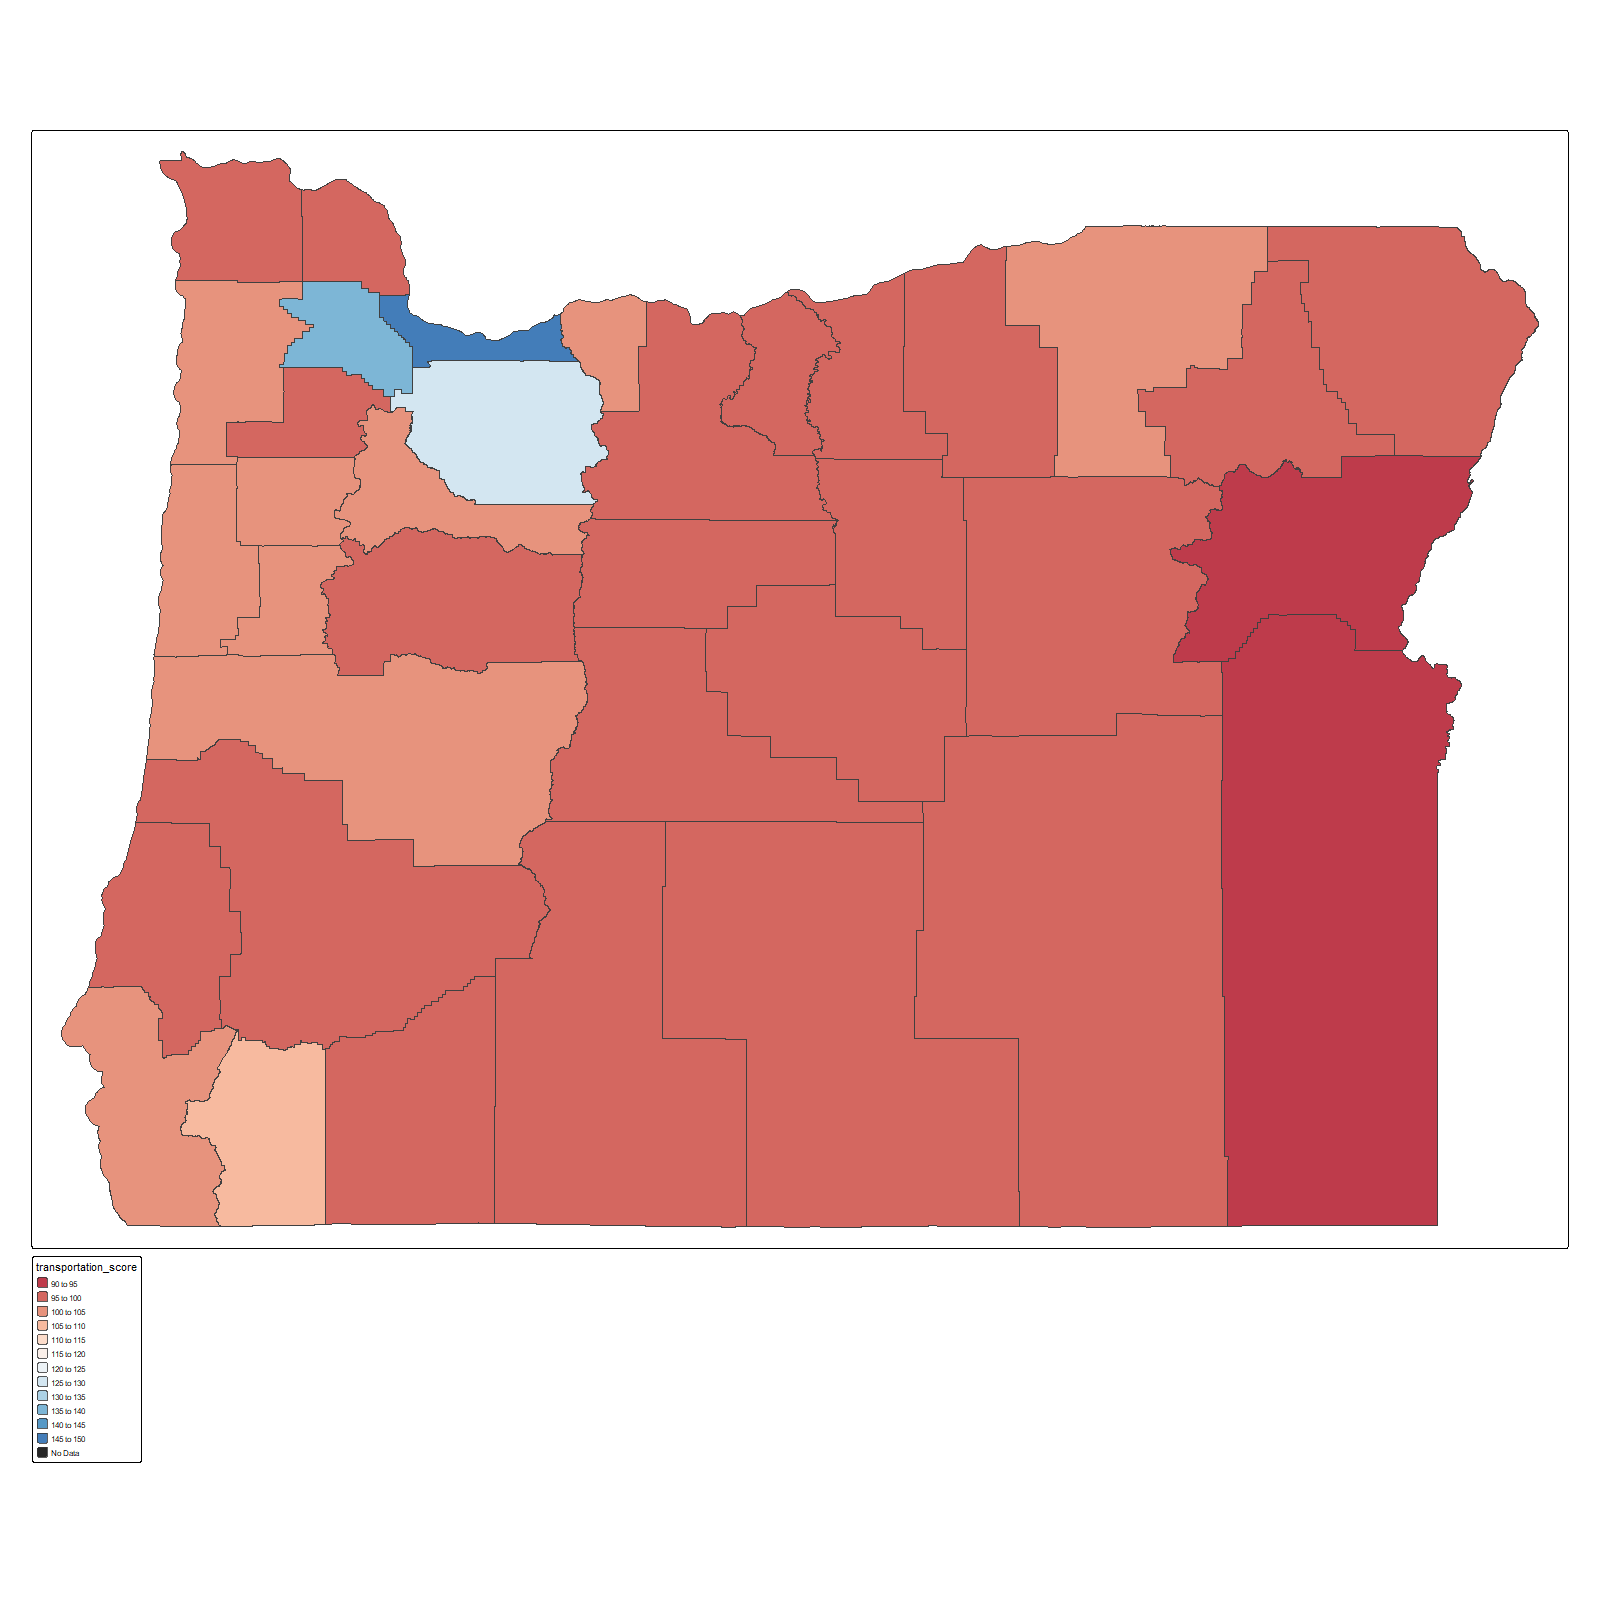 transportation_score
90 to 95
95 to 100
100 to 105
105 to 110
110 to 115
115 to 120
120 to 125
125 to 130
130 to 135
135 to 140
140 to 145
145 to 150
No Data